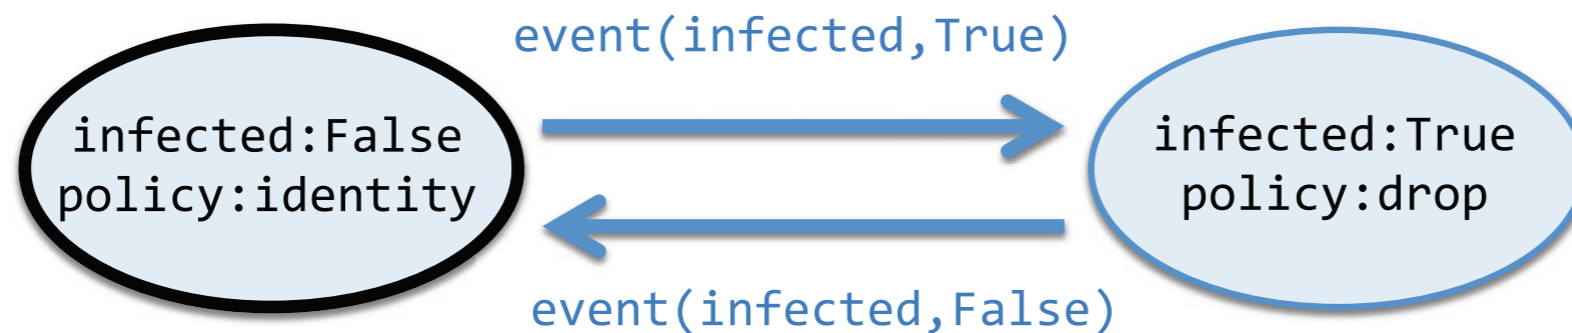 event(infected,True)
infected:False
policy:identity
infected:True
policy:drop
event(infected,False)